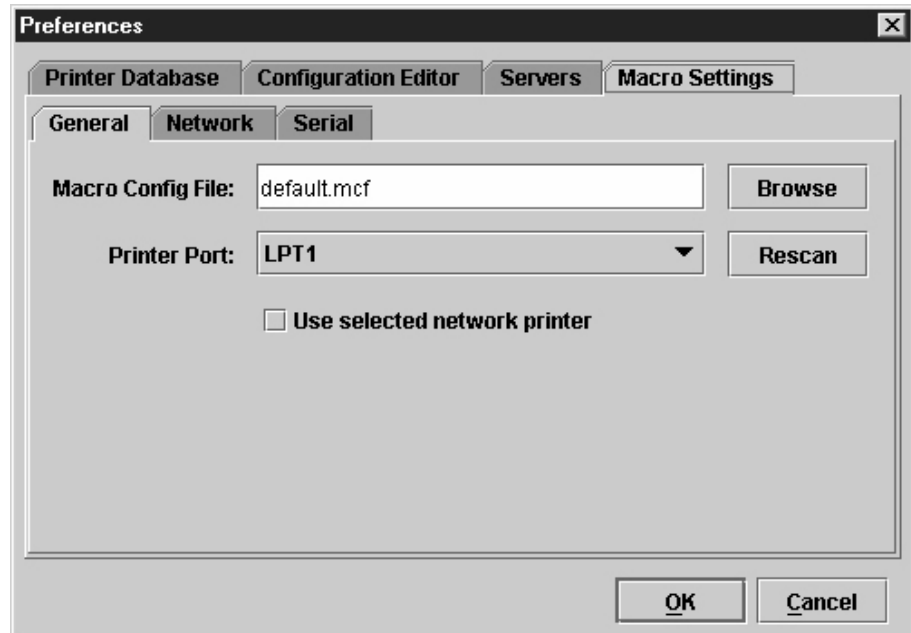 Preferences
Printer Database Configuration Editor Servers Macro Settings
General Network Serial
Macro Config File: default.mcf Browse
Printer Port: LPT1 Rescan
Use selected network printer
OK Cancel